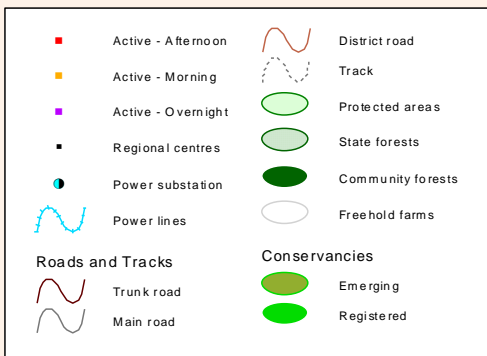 Active - Afternoon
Active - Morning
Active - Overnight
Regional centres
Power substation
Power lines
Roads and Tracks
Trunk road
Main road
District road
Track
Protected areas
State forests
Community forests
Freehold farms
Conservancies
Emerging
Registered